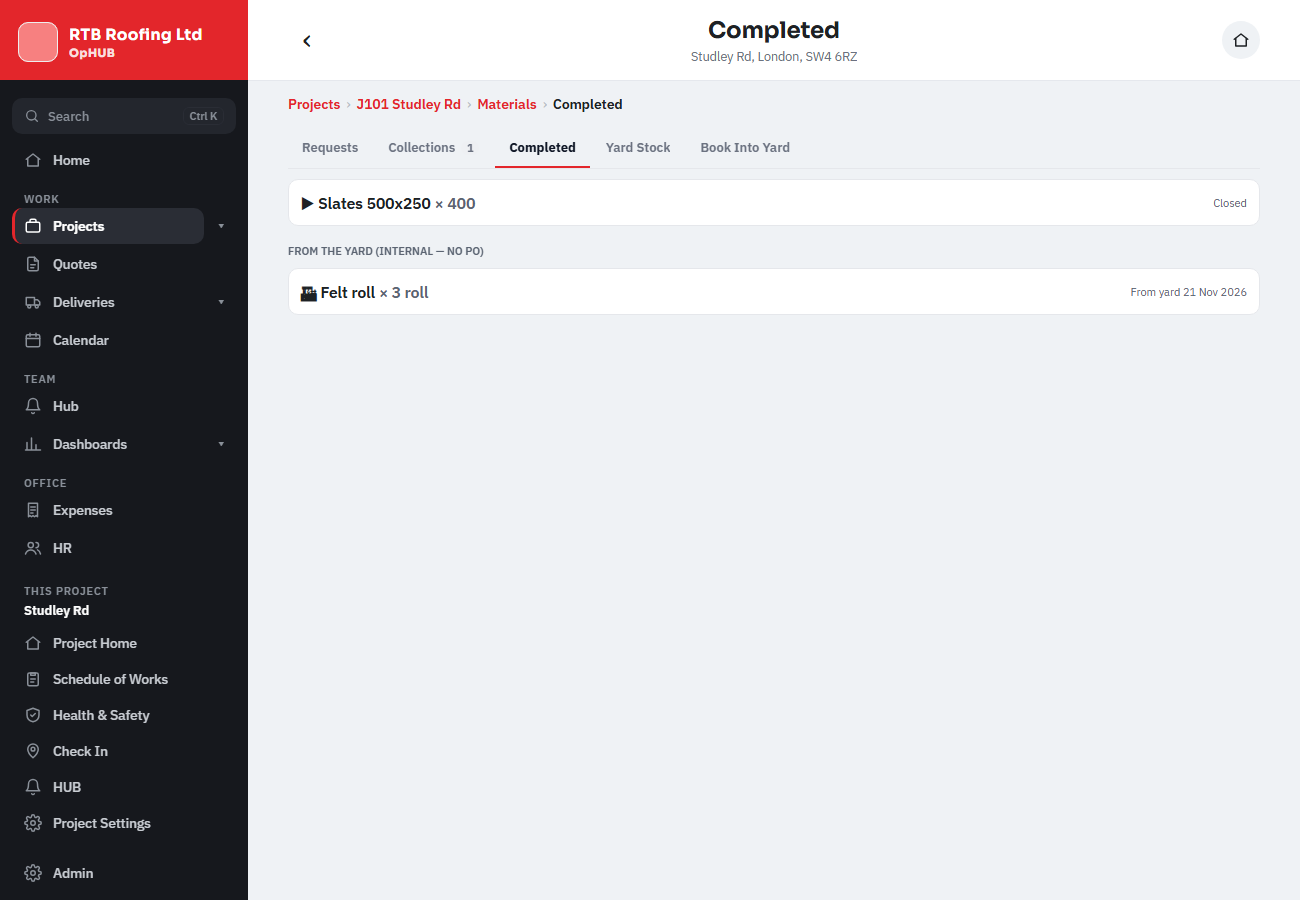 RTB Roofing Ltd
OpHUB
Search Ctrl K
Home
WORK
Projects
Quotes
Deliveries
Calendar
TEAM
Hub
Dashboards
OFFICE
Expenses
HR
THIS PROJECT
Studley Rd
Project Home
Schedule of Works
Health & Safety
Check In
HUB
Project Settings
Admin
Completed
Studley Rd, London, SW4 6RZ
Projects › J101 Studley Rd › Materials › Completed
Requests Collections 1 Completed Yard Stock Book Into Yard
▶ Slates 500x250 × 400 Closed
FROM THE YARD (INTERNAL — NO PO)
Felt roll × 3 roll From yard 21 Nov 2026